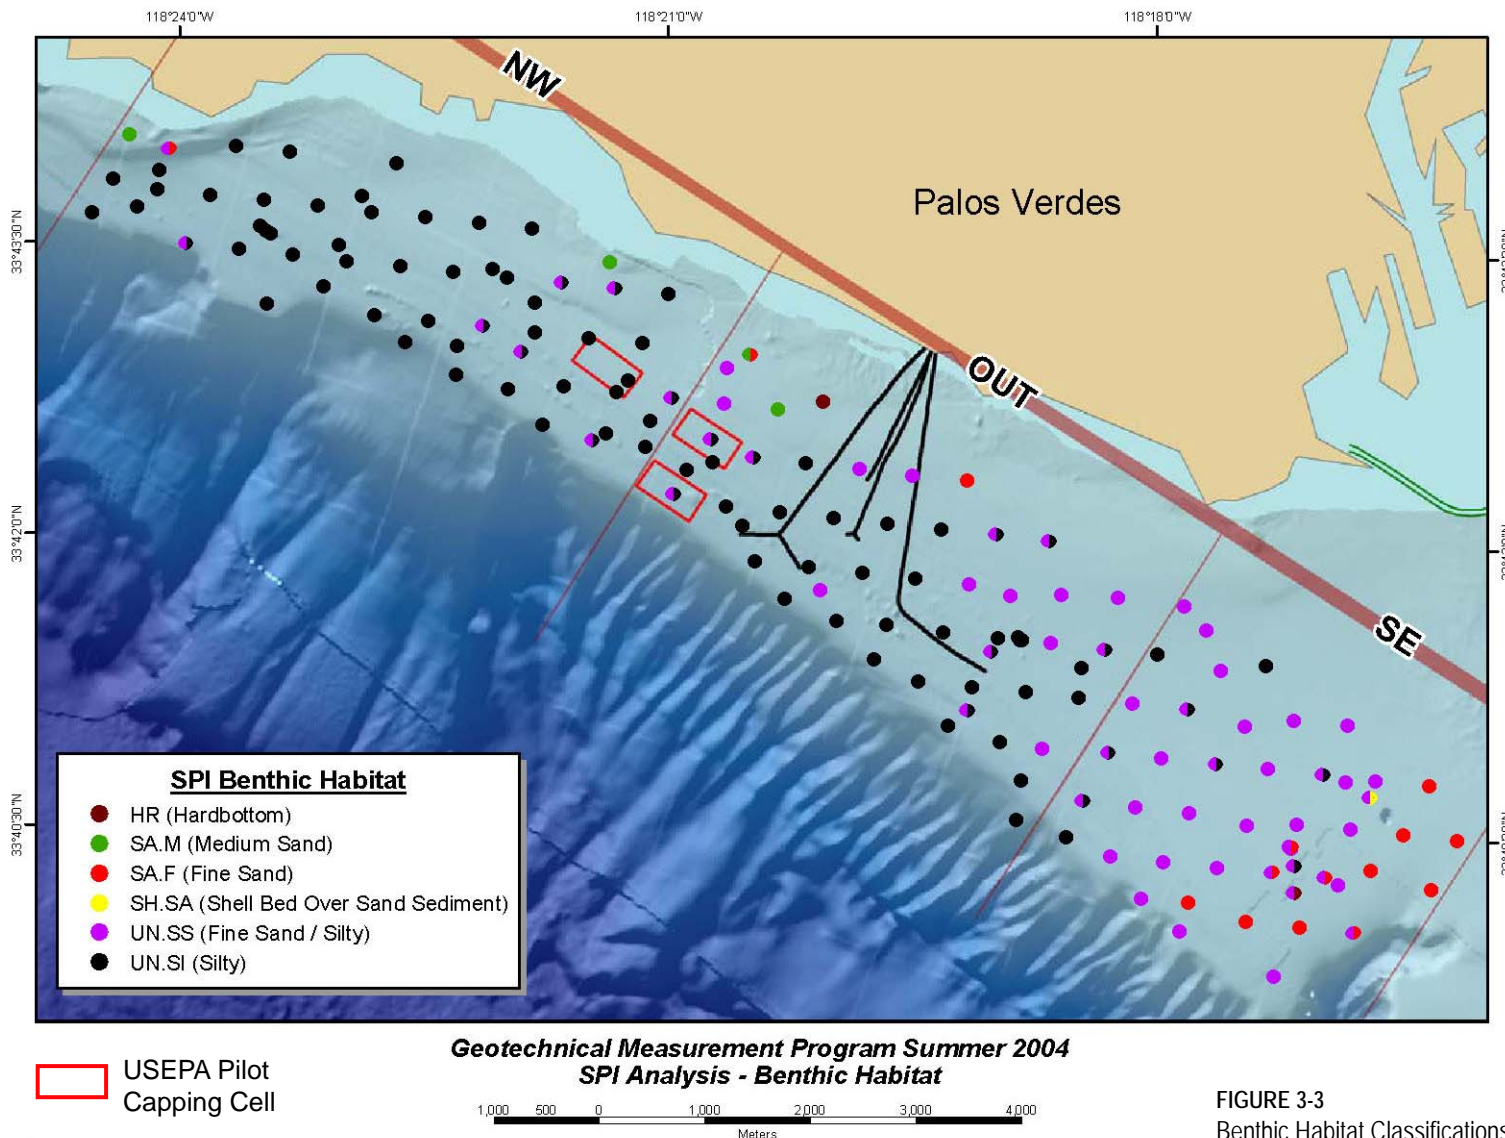 118°24'0"W
118°21'0"W
118°18'0"W
NW
Palos Verdes
33°43'30"N
OUT
33°42'0"N
SE
33°40'30"N
SPI Benthic Habitat
HR (Hardbottom)
SA.M (Medium Sand)
SA.F (Fine Sand)
SH.SA (Shell Bed Over Sand Sediment)
UN.SS (Fine Sand / Silty)
UN.SI (Silty)
Geotechnical Measurement Program Summer 2004
SPI Analysis - Benthic Habitat
USEPA Pilot
Capping Cell
1,000 500 0 1,000 2,000 3,000 4,000
Meters
FIGURE 3-3
Benthic Habitat Classifications